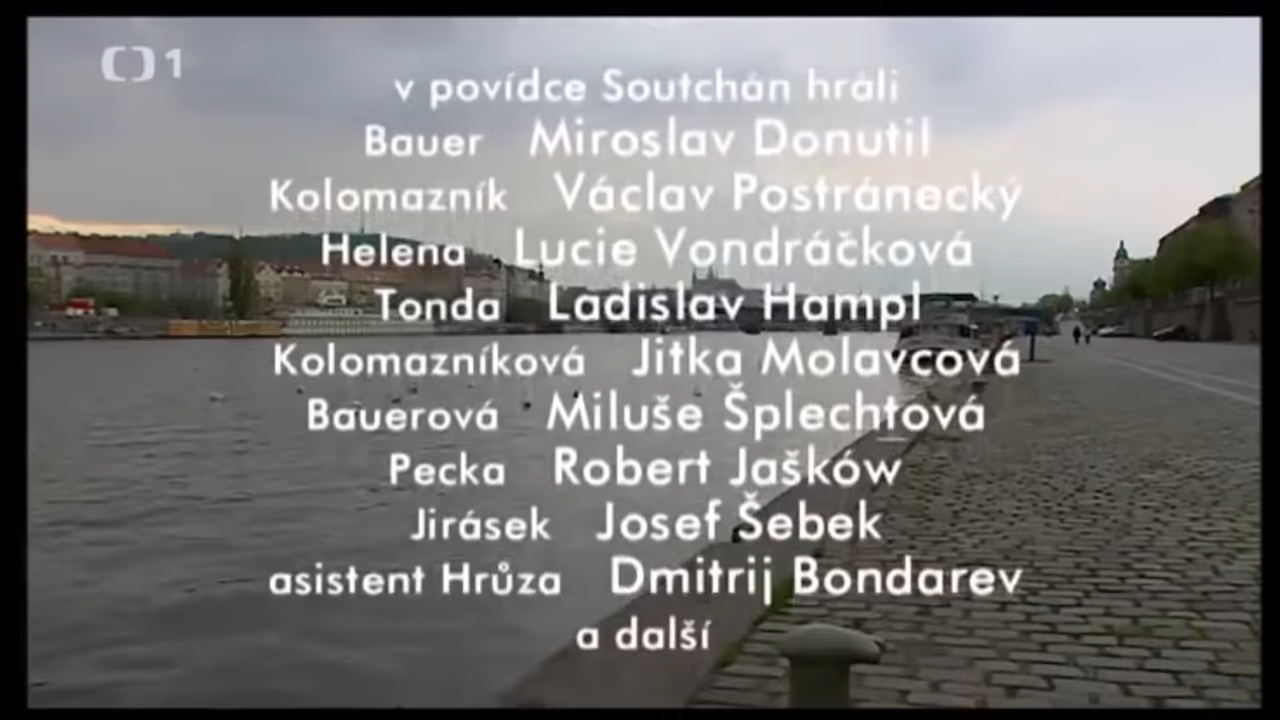 1
v povídce Soutchán hráli
Bauer Miroslav Donutil
Kolomazník Václav Postránecký
Helena Lucie Vondráčková
Tonda Ladislav Hampl
Kolomazníková Jitka Molavcová
Bauerová Miluše Šplechtová
Pecka Robert Jašków
Jirásek Josef Šebek
asistent Hrůza Dmitrij Bondarev
a další